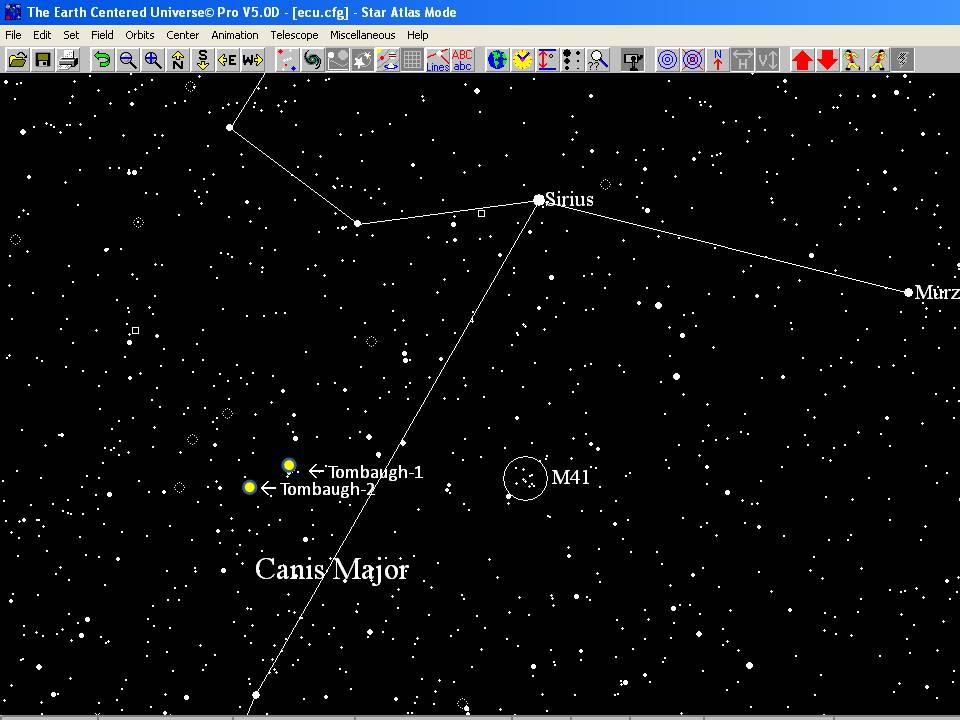 The Earth Centered Universe© Pro V5.0D - [ecu.cfg] - Star Atlas Mode
File Edit Set Field Orbits Center Animation Telescope Miscellaneous Help
N S E W Lines ABC abc ?? N H V
Sirius
Murz
Tombaugh-1
Tombaugh-2
M41
Canis Major